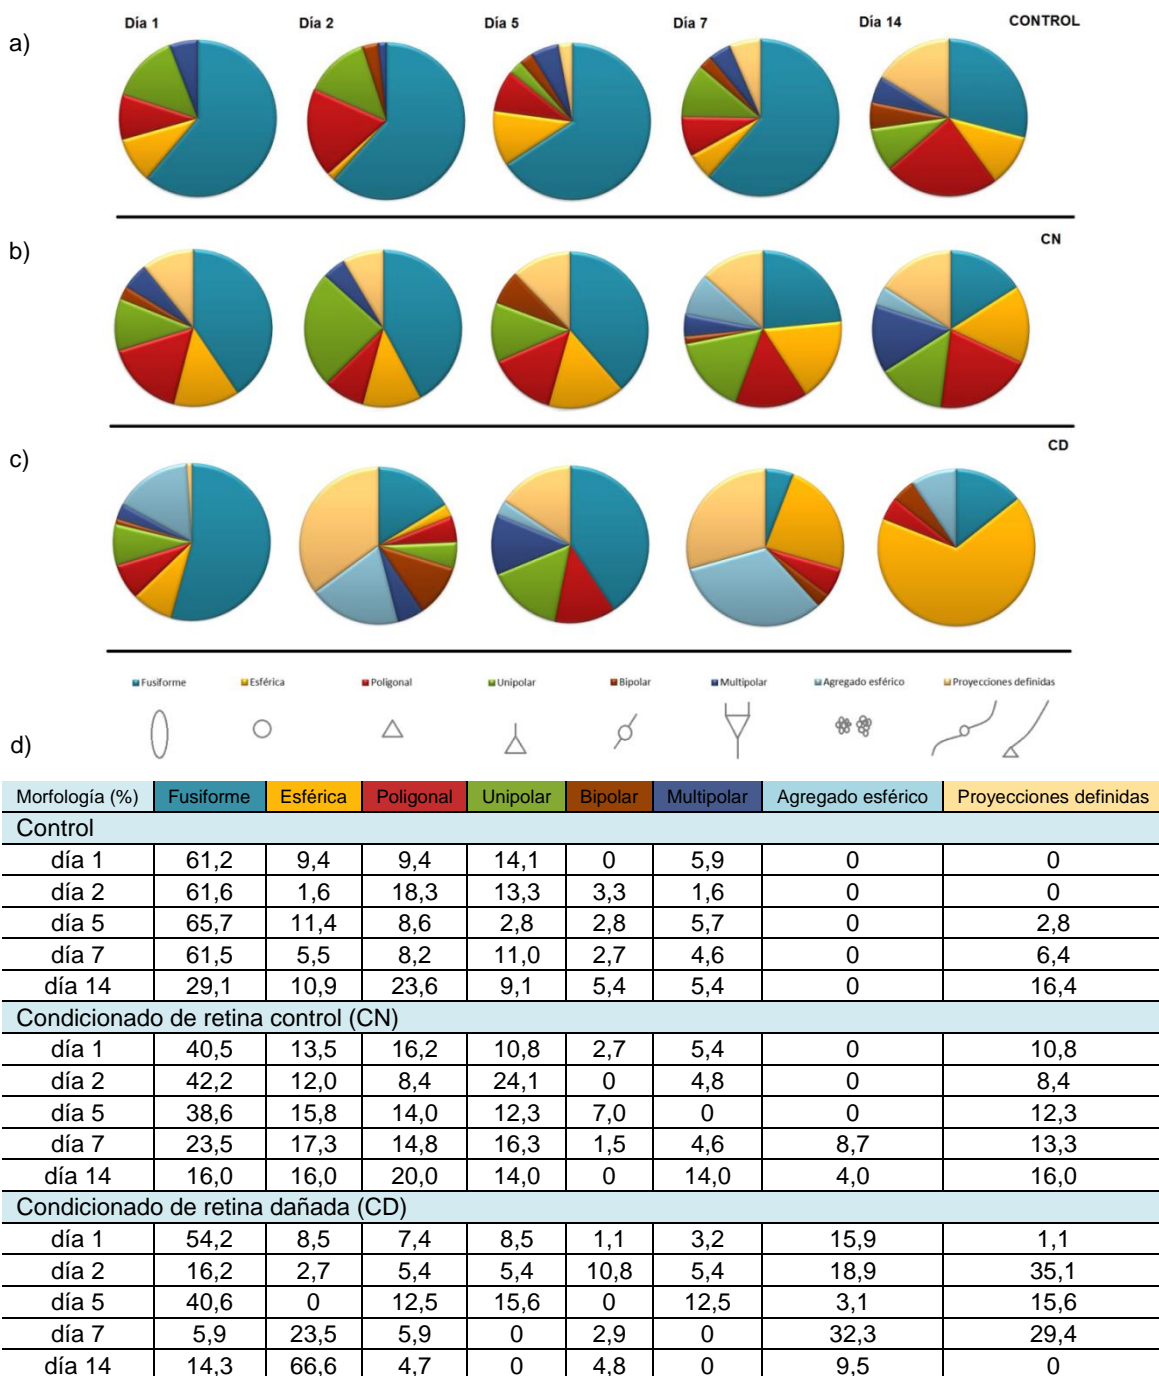 Día 1 Día 2 Día 5 Día 7 Día 14 CONTROL
a)
CN
b)
CD
c)
Fusiforme Esférica Poligonal Unipolar Bipolar Multipolar Agregado esférico Proyecciones definidas
d)
Morfología (%) Fusiforme Esférica Poligonal Unipolar Bipolar Multipolar Agregado esférico Proyecciones definidas
Control
día 1 61,2 9,4 9,4 14,1 0 5,9 0 0
día 2 61,6 1,6 18,3 13,3 3,3 1,6 0 0
día 5 65,7 11,4 8,6 2,8 2,8 5,7 0 2,8
día 7 61,5 5,5 8,2 11,0 2,7 4,6 0 6,4
día 14 29,1 10,9 23,6 9,1 5,4 5,4 0 16,4
Condicionado de retina control (CN)
día 1 40,5 13,5 16,2 10,8 2,7 5,4 0 10,8
día 2 42,2 12,0 8,4 24,1 0 4,8 0 8,4
día 5 38,6 15,8 14,0 12,3 7,0 0 0 12,3
día 7 23,5 17,3 14,8 16,3 1,5 4,6 8,7 13,3
día 14 16,0 16,0 20,0 14,0 0 14,0 4,0 16,0
Condicionado de retina dañada (CD)
día 1 54,2 8,5 7,4 8,5 1,1 3,2 15,9 1,1
día 2 16,2 2,7 5,4 5,4 10,8 5,4 18,9 35,1
día 5 40,6 0 12,5 15,6 0 12,5 3,1 15,6
día 7 5,9 23,5 5,9 0 2,9 0 32,3 29,4
día 14 14,3 66,6 4,7 0 4,8 0 9,5 0